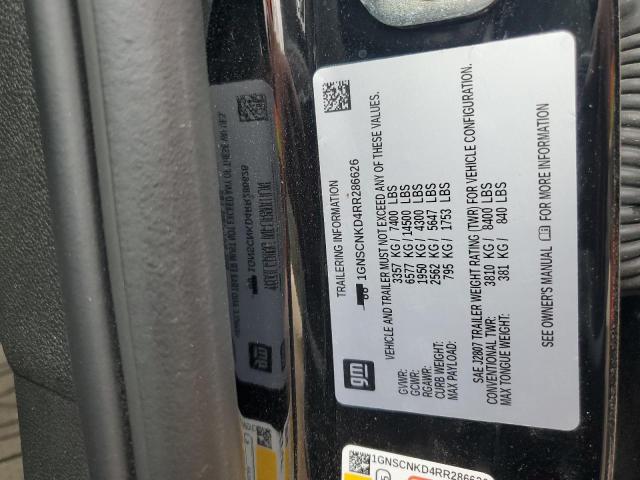 TRAILERING INFORMATION
gm
1GNSCNKD4RR286626
VEHICLE AND TRAILER MUST NOT EXCEED ANY OF THESE VALUES.
GVWR: 3357 KG/ 7400 LBS
GCWR: 6577 KG/14500 LBS
RGAWR: 1950 KG/ 4300 LBS
CURB WEIGHT: 2562 KG/ 5647 LBS
MAX PAYLOAD: 795 KG/ 1753 LBS
SAE J2807 TRAILER WEIGHT RATING (TWR) FOR VEHICLE CONFIGURATION.
CONVENTIONAL TWR: 3810 KG/ 8400 LBS
MAX TONGUE WEIGHT: 381 KG/ 840 LBS
SEE OWNER'S MANUAL FOR MORE INFORMATION
1GNSCNKD4RR286626